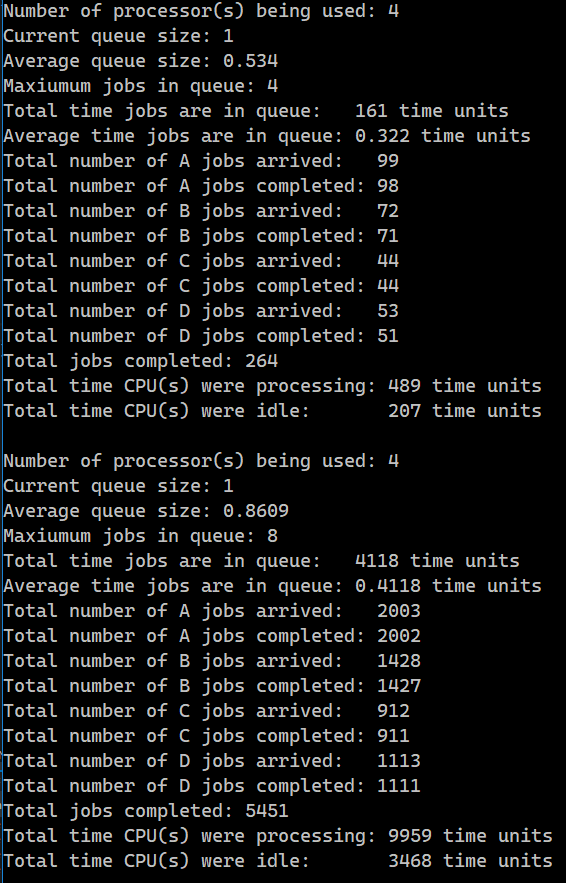 Number of processor(s) being used: 4
Current queue size: 1
Average queue size: 0.534
Maxiumum jobs in queue: 4
Total time jobs are in queue:   161 time units
Average time jobs are in queue: 0.322 time units
Total number of A jobs arrived:   99
Total number of A jobs completed: 98
Total number of B jobs arrived:   72
Total number of B jobs completed: 71
Total number of C jobs arrived:   44
Total number of C jobs completed: 44
Total number of D jobs arrived:   53
Total number of D jobs completed: 51
Total jobs completed: 264
Total time CPU(s) were processing: 489 time units
Total time CPU(s) were idle:       207 time units

Number of processor(s) being used: 4
Current queue size: 1
Average queue size: 0.8609
Maxiumum jobs in queue: 8
Total time jobs are in queue:   4118 time units
Average time jobs are in queue: 0.4118 time units
Total number of A jobs arrived:   2003
Total number of A jobs completed: 2002
Total number of B jobs arrived:   1428
Total number of B jobs completed: 1427
Total number of C jobs arrived:   912
Total number of C jobs completed: 911
Total number of D jobs arrived:   1113
Total number of D jobs completed: 1111
Total jobs completed: 5451
Total time CPU(s) were processing: 9959 time units
Total time CPU(s) were idle:       3468 time units